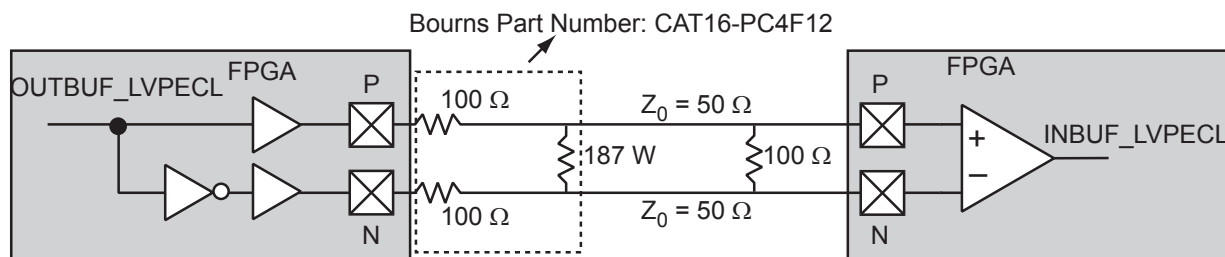 Bourns Part Number: CAT16-PC4F12
OUTBUF_LVPECL
FPGA
P
100 Ω
Z0 = 50 Ω
187 W
100 Ω
N
100 Ω
Z0 = 50 Ω
FPGA
P
+
−
INBUF_LVPECL
N